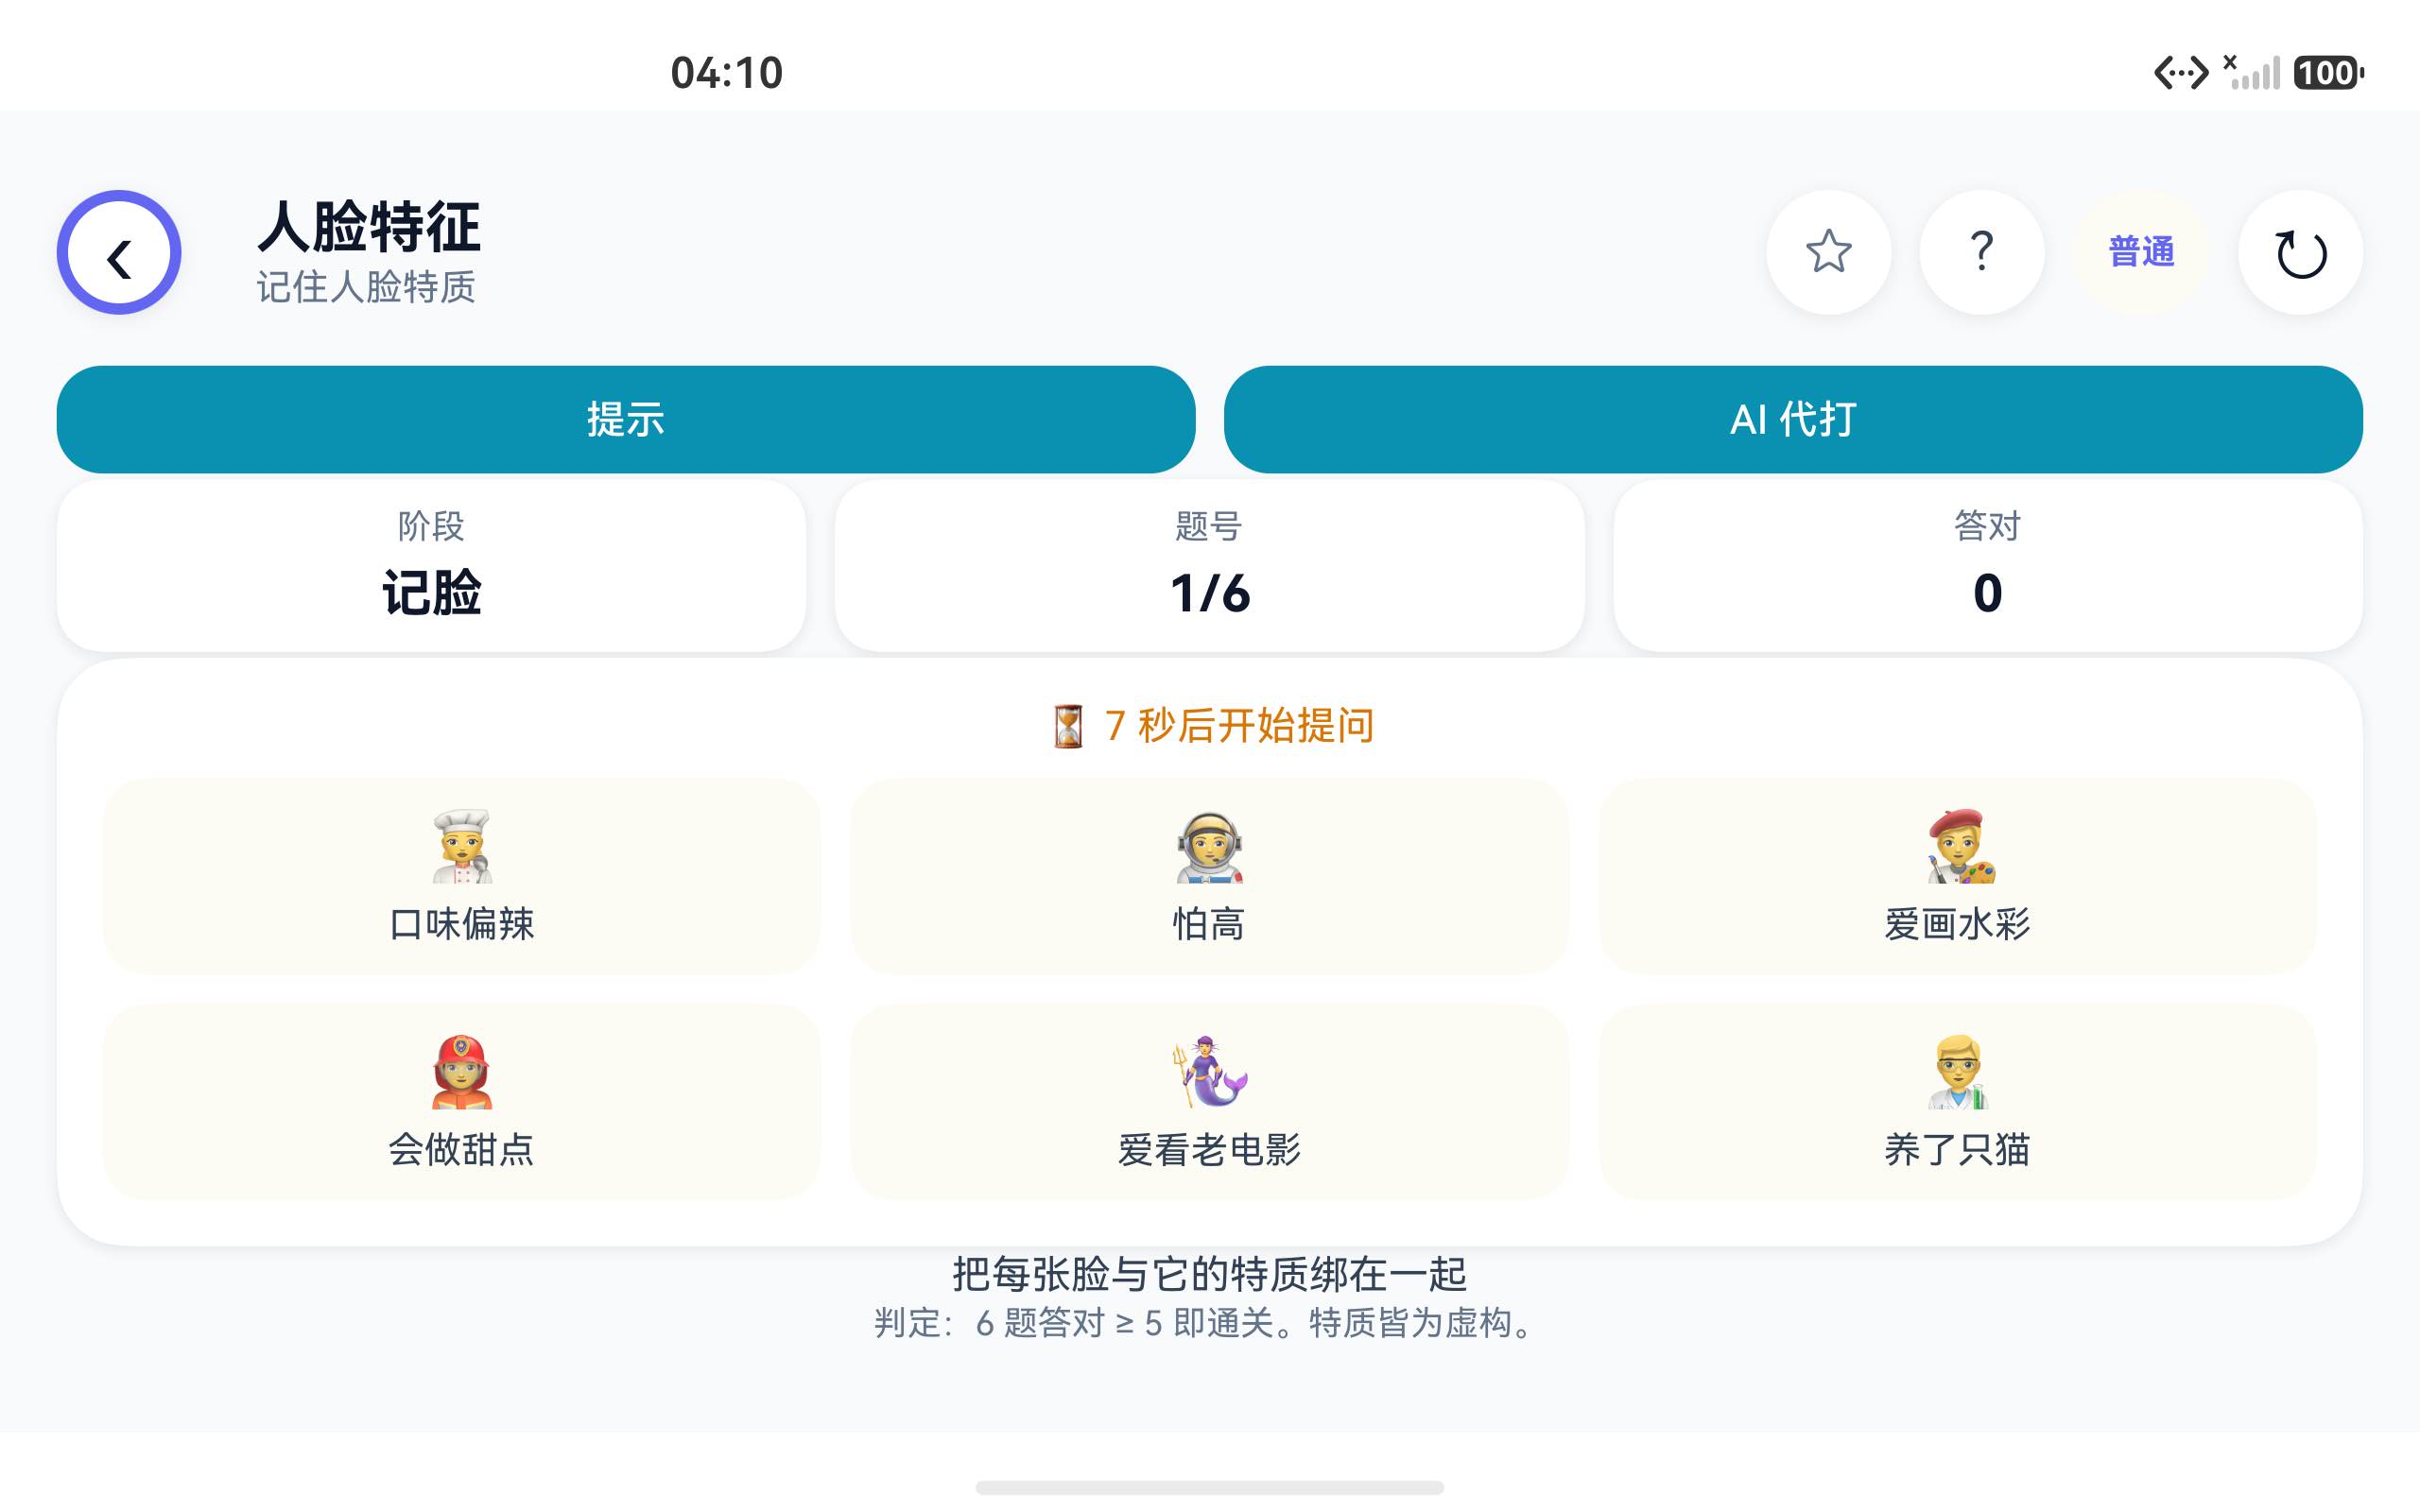 04:10
100
人脸特征
记住人脸特质
?
普通
提示
AI 代打
阶段
记脸
题号
1/6
答对
0
7 秒后开始提问
口味偏辣
怕高
爱画水彩
会做甜点
爱看老电影
养了只猫
把每张脸与它的特质绑在一起
判定：6 题答对 ≥ 5 即通关。特质皆为虚构。